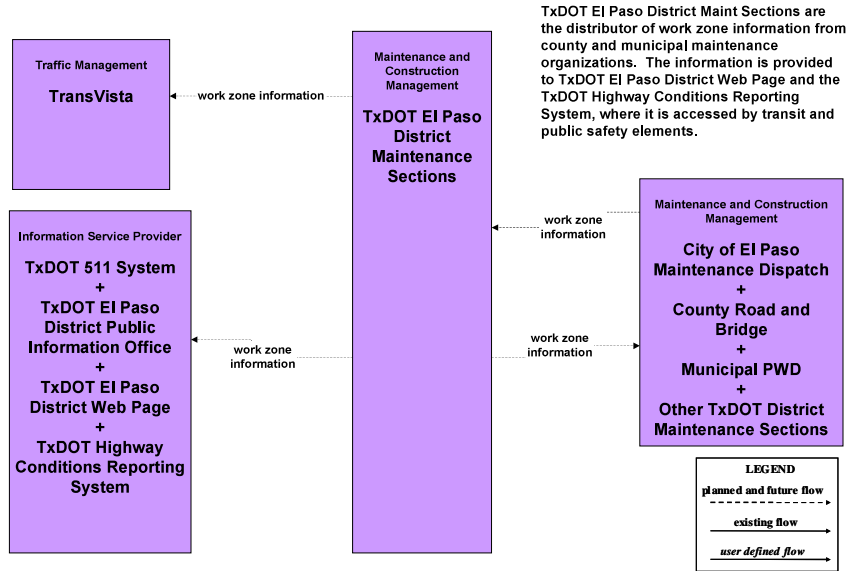 TxDOT El Paso District Maint Sections are
the distributor of work zone information from
county and municipal maintenance
organizations. The information is provided
to TxDOT El Paso District Web Page and the
TxDOT Highway Conditions Reporting
System, where it is accessed by transit and
public safety elements.
Traffic Management
TransVista
work zone information
Maintenance and
Construction
Management
TxDOT El Paso
District
Maintenance
Sections
Information Service Provider
TxDOT 511 System
+
TxDOT El Paso
District Public
Information Office
+
TxDOT El Paso
District Web Page
+
TxDOT Highway
Conditions Reporting
System
work zone
information
work zone
information
work zone
information
Maintenance and Construction
Management
City of El Paso
Maintenance Dispatch
+
County Road and
Bridge
+
Municipal PWD
+
Other TxDOT District
Maintenance Sections
LEGEND
planned and future flow
existing flow
user defined flow